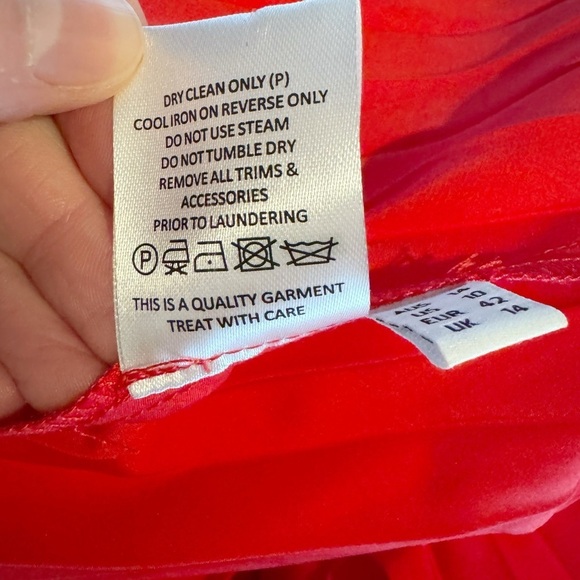 DRY CLEAN ONLY (P)
COOL IRON ON REVERSE ONLY
DO NOT USE STEAM
DO NOT TUMBLE DRY
REMOVE ALL TRIMS &
ACCESSORIES
PRIOR TO LAUNDERING
P
THIS IS A QUALITY GARMENT
TREAT WITH CARE
AUS
US 10
EUR 42
UK 14